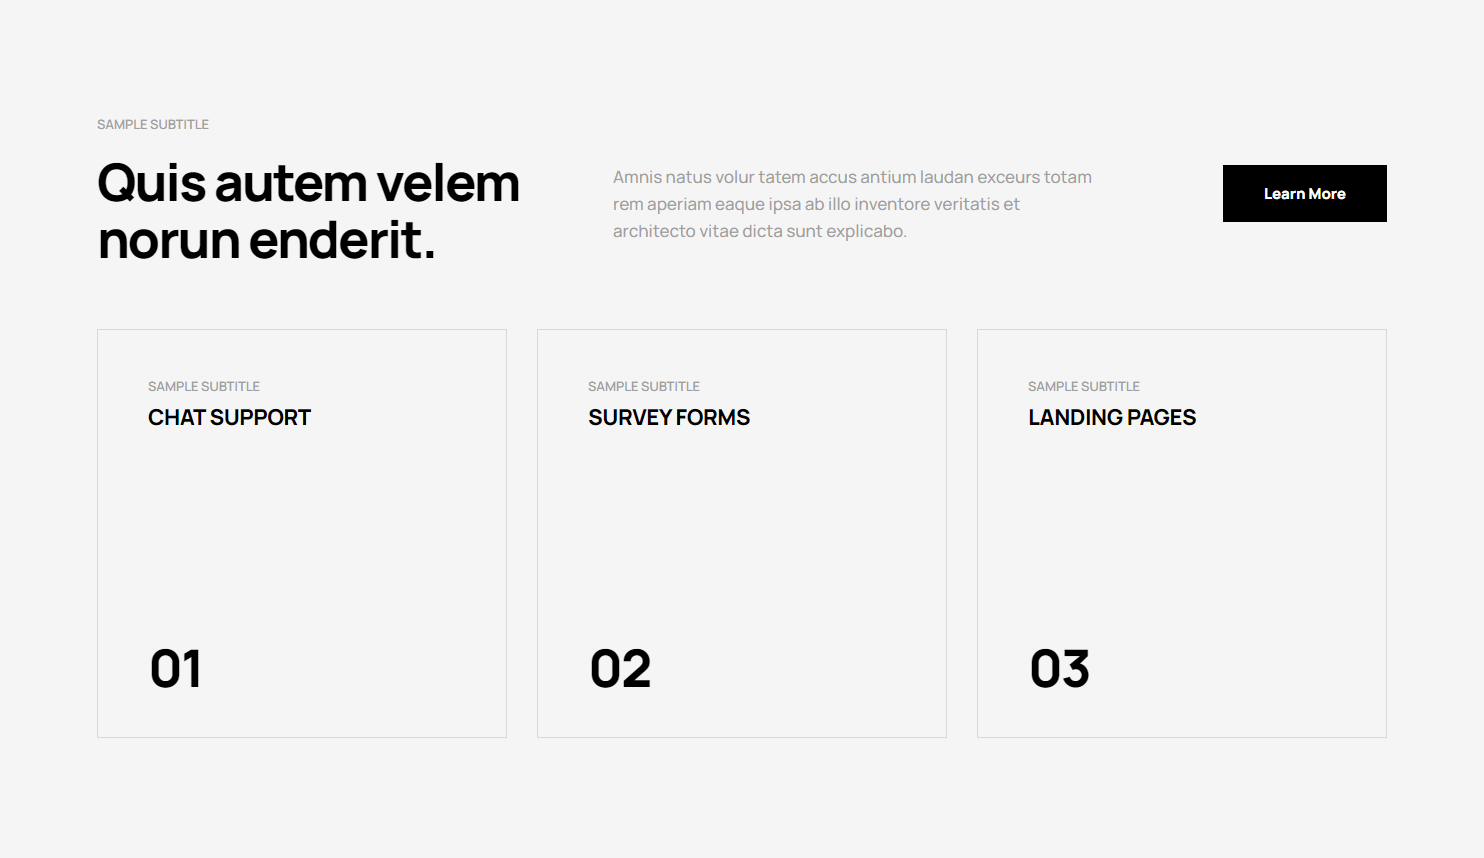 SAMPLE SUBTITLE
Quis autem velem
norun enderit.
Amnis natus volur tatem accus antium laudan exceurs totam
rem aperiam eaque ipsa ab illo inventore veritatis et
architecto vitae dicta sunt explicabo.
Learn More
SAMPLE SUBTITLE
CHAT SUPPORT
01
SAMPLE SUBTITLE
SURVEY FORMS
02
SAMPLE SUBTITLE
LANDING PAGES
03